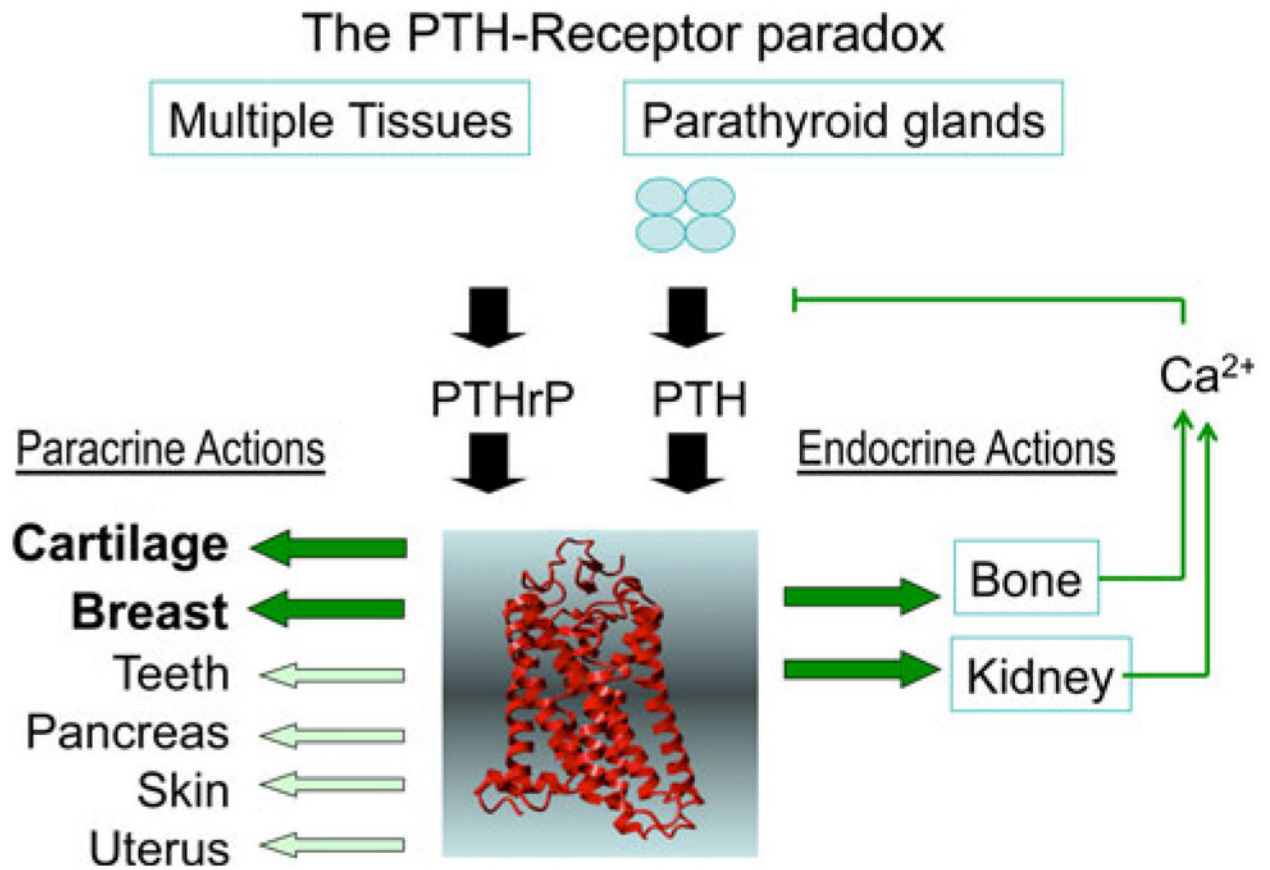 The PTH-Receptor paradox
Multiple Tissues
Parathyroid glands
PTHrP
PTH
Ca²⁺
Paracrine Actions
Endocrine Actions
Cartilage
Breast
Teeth
Pancreas
Skin
Uterus
Bone
Kidney